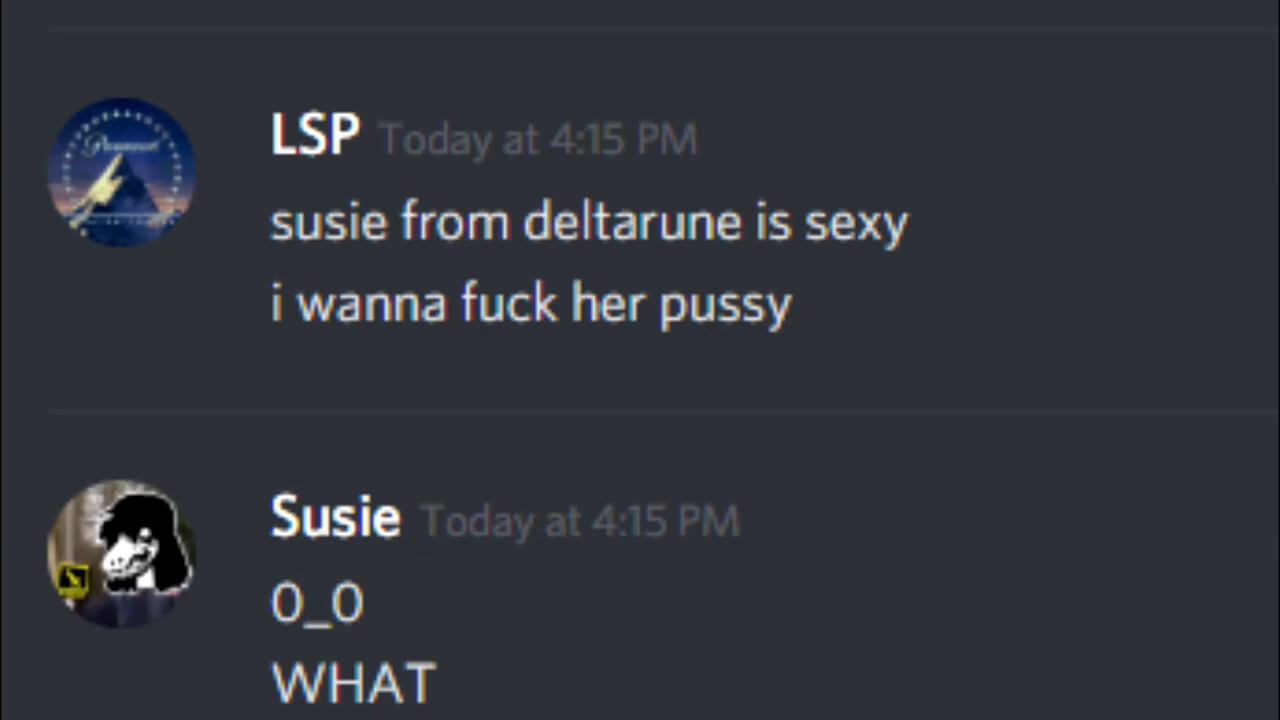 LSP Today at 4:15 PM
susie from deltarune is sexy
i wanna fuck her pussy
Susie Today at 4:15 PM
0_0
WHAT